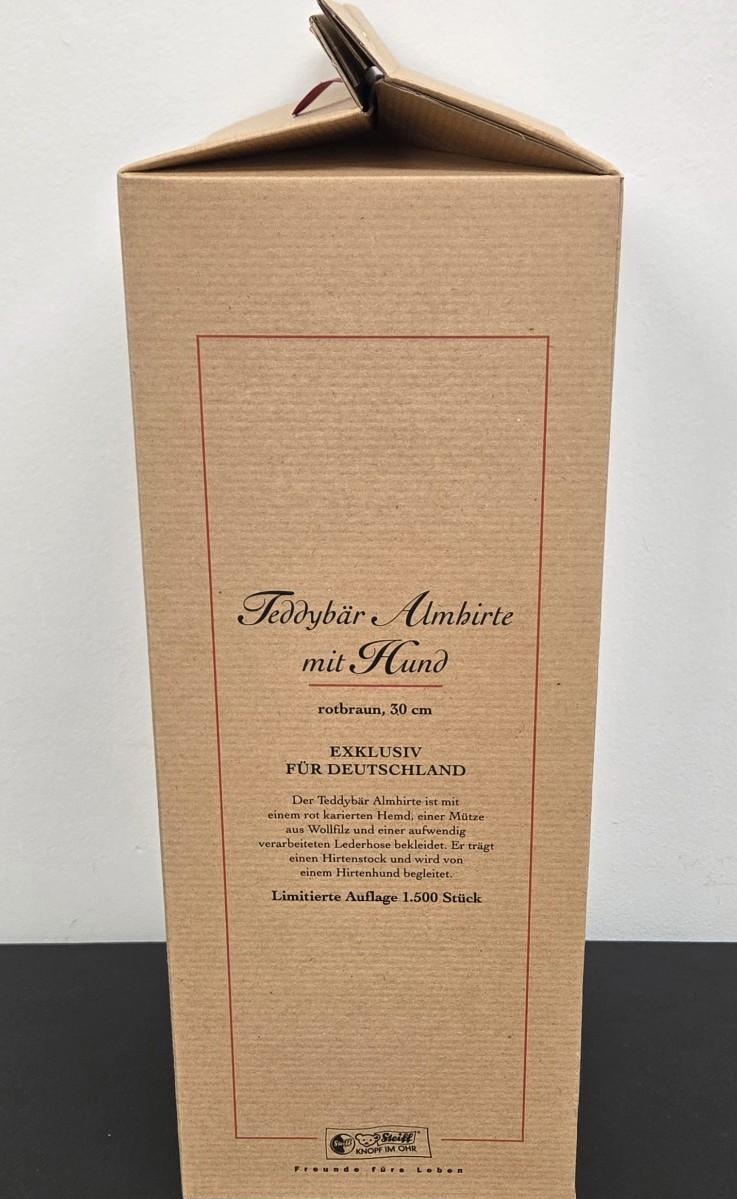 Teddybär Almhirte
mit Hund
rotbraun, 30 cm
EXKLUSIV
FÜR DEUTSCHLAND
Der Teddybär Almhirte ist mit
einem rot karierten Hemd, einer Mütze
aus Wollfilz und einer aufwendig
verarbeiteten Lederhose bekleidet. Er trägt
einen Hirtenstock und wird von
einem Hirtenhund begleitet.
Limitierte Auflage 1.500 Stück
Steiff Steiff®
KNOPF IM OHR
Freunde fürs Leben